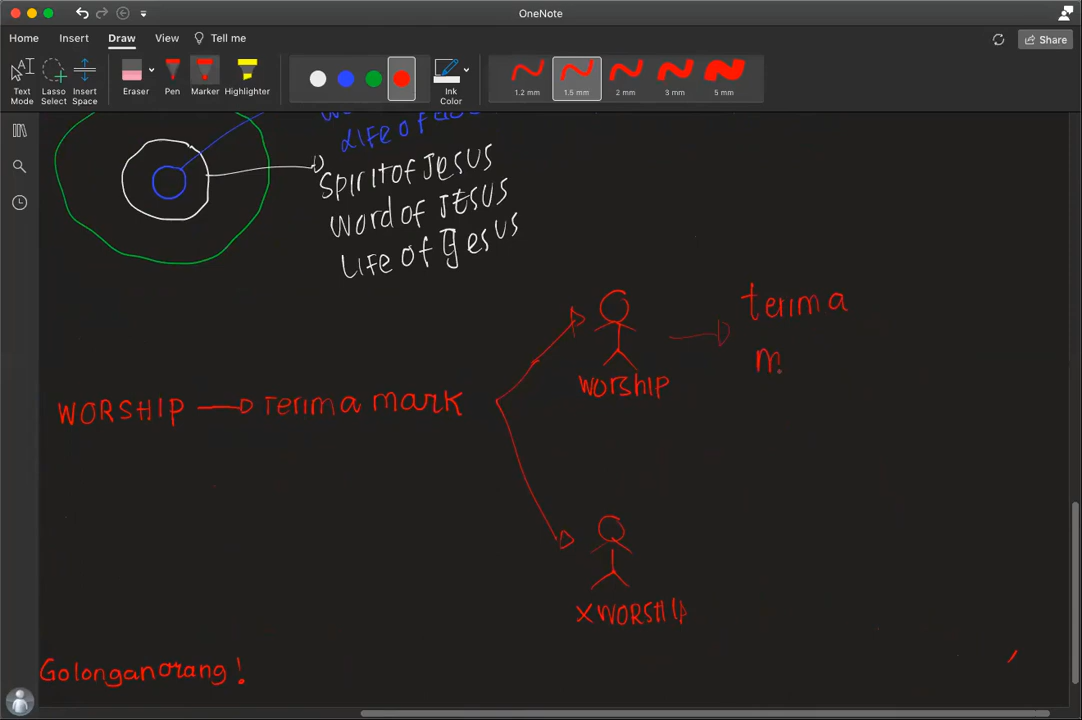 OneNote
Home Insert Draw View Tell me
Share
Text Mode
Lasso Select
Insert Space
Eraser
Pen
Marker
Highlighter
Ink Color
1.2 mm
1.5 mm
2 mm
3 mm
5 mm
Life of
Spirit of Jesus
Word of Jesus
Life of Jesus
terima
m
WORSHIP
WORSHIP → Terima mark
X WORSHIP
Golongan orang!